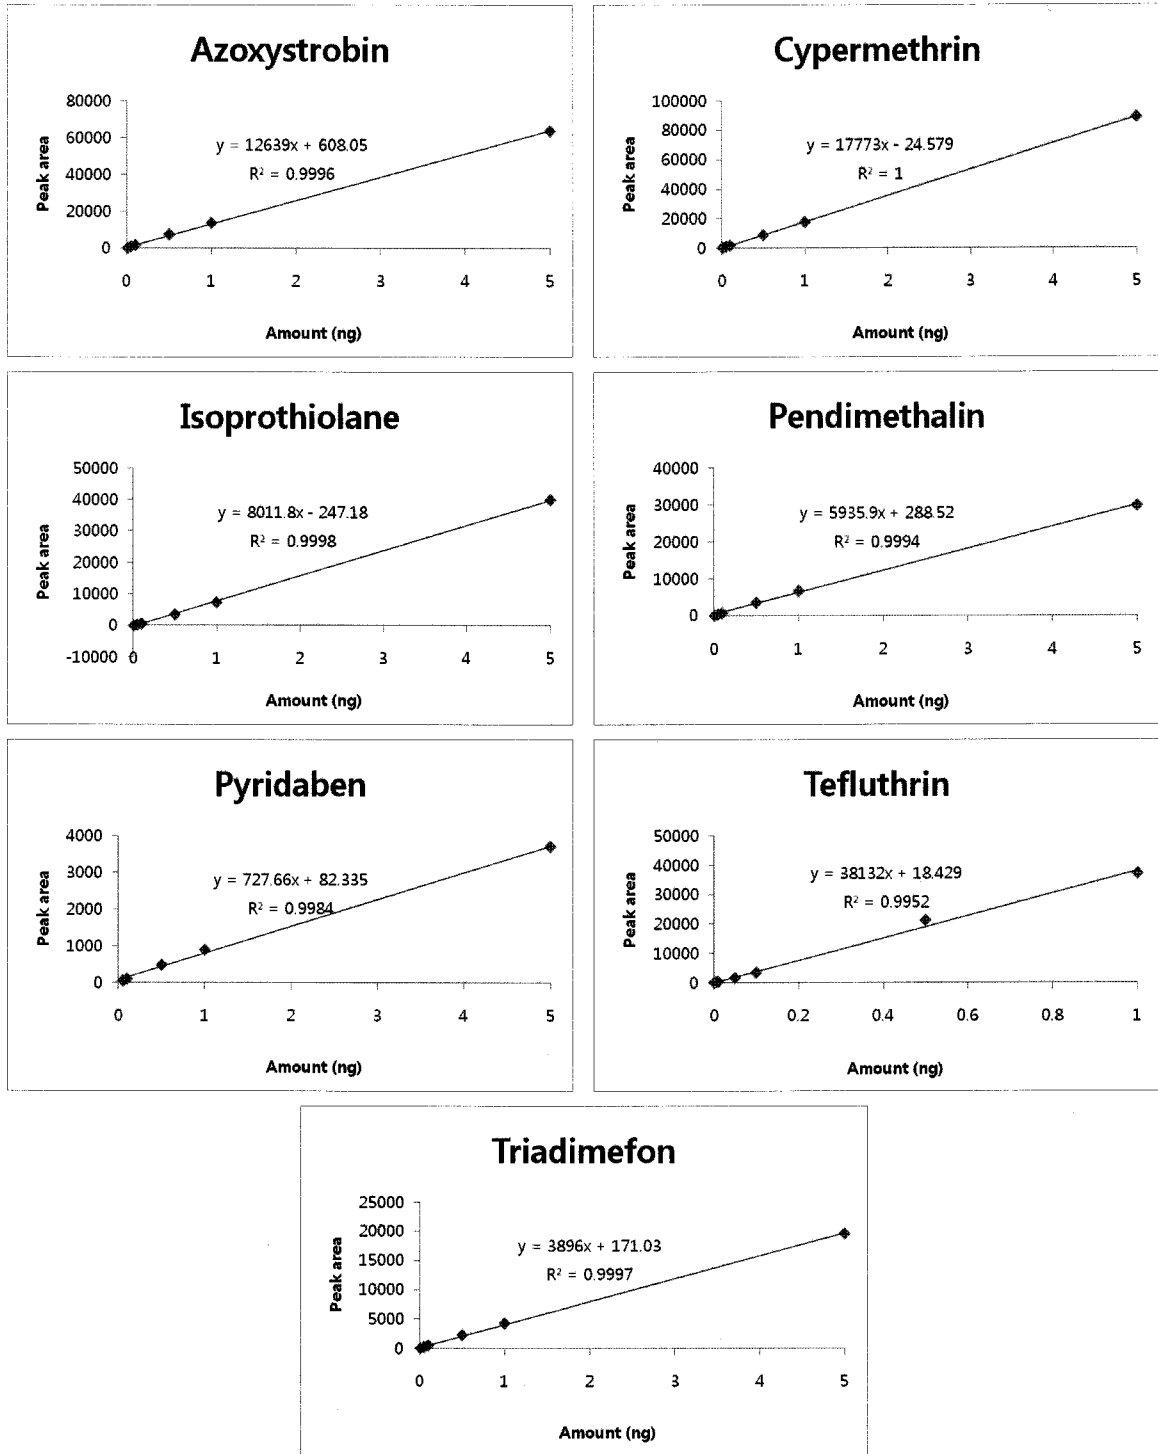 Azoxystrobin
80000
60000
40000
20000
0
Peak area
y = 12639x + 608.05
R² = 0.9996
0 1 2 3 4 5
Amount (ng)
Cypermethrin
100000
80000
60000
40000
20000
0
Peak area
y = 17773x - 24.579
R² = 1
0 1 2 3 4 5
Amount (ng)
Isoprothiolane
50000
40000
30000
20000
10000
0
-10000
Peak area
y = 8011.8x - 247.18
R² = 0.9998
0 1 2 3 4 5
Amount (ng)
Pendimethalin
40000
30000
20000
10000
0
Peak area
y = 5935.9x + 288.52
R² = 0.9994
0 1 2 3 4 5
Amount (ng)
Pyridaben
4000
3000
2000
1000
0
Peak area
y = 727.66x + 82.335
R² = 0.9984
0 1 2 3 4 5
Amount (ng)
Tefluthrin
50000
40000
30000
20000
10000
0
Peak area
y = 38132x + 18.429
R² = 0.9952
0 0.2 0.4 0.6 0.8 1
Amount (ng)
Triadimefon
25000
20000
15000
10000
5000
0
Peak area
y = 3896x + 171.03
R² = 0.9997
0 1 2 3 4 5
Amount (ng)